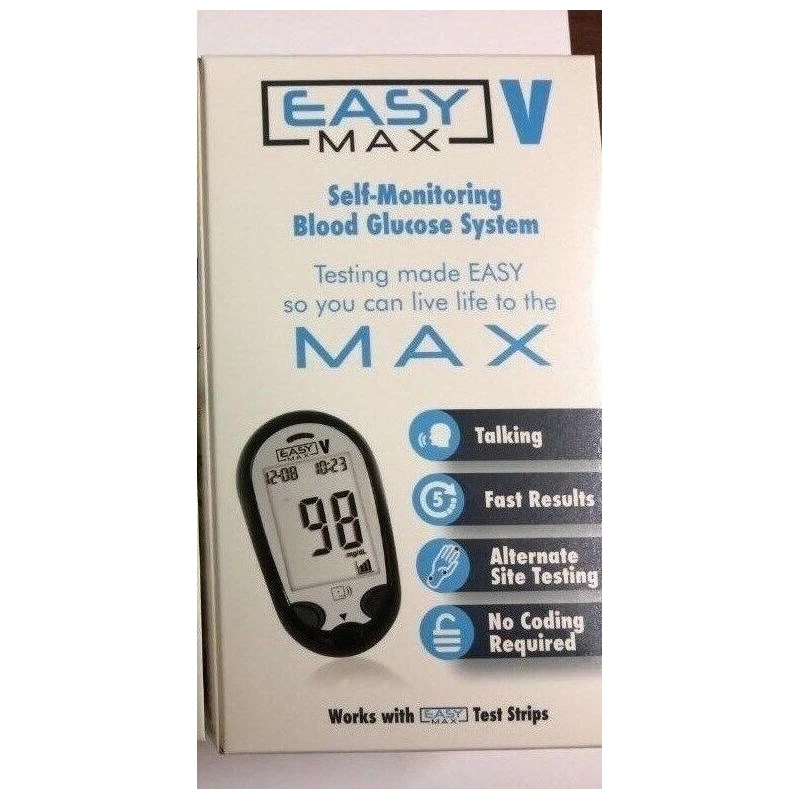 EASY V
MAX
Self-Monitoring
Blood Glucose System
Testing made EASY
so you can live life to the
MAX
EASY V
MAX
12-08 10:23
98
mg/dL
Talking
5
Fast Results
Alternate
Site Testing
No Coding
Required
Works with EASY MAX Test Strips